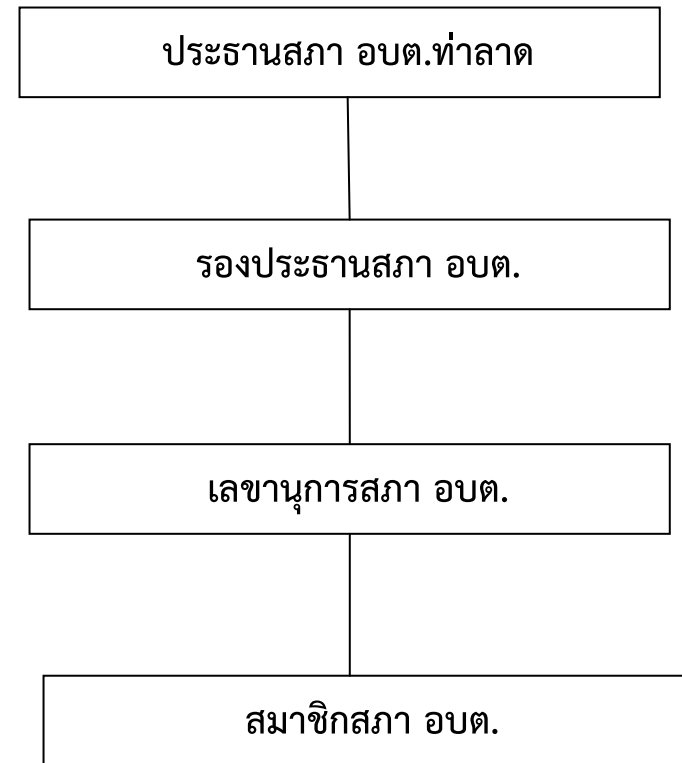 ประธานสภา อบต.ท่าลาด
รองประธานสภา อบต.
เลขานุการสภา อบต.
สมาชิกสภา อบต.